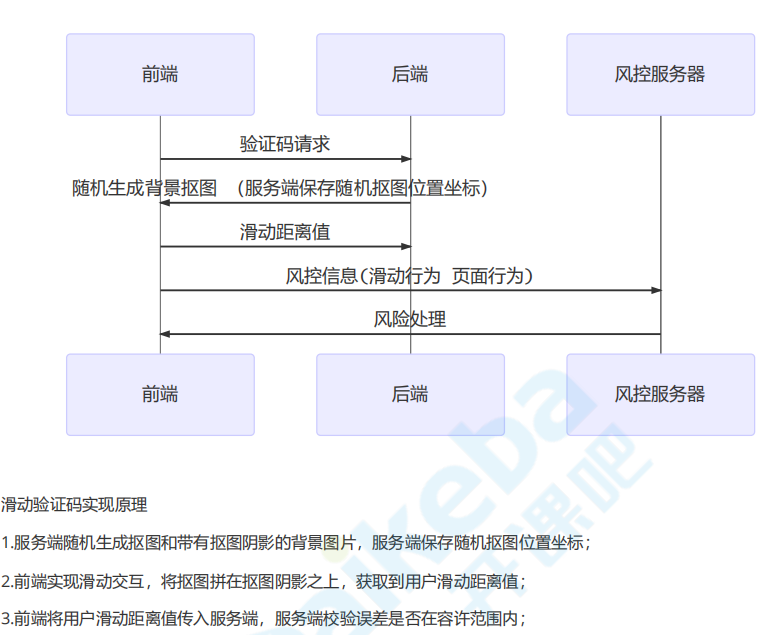 前端 后端 风控服务器
验证码请求
随机生成背景抠图 （服务端保存随机抠图位置坐标）
滑动距离值
风控信息(滑动行为 页面行为)
风险处理
前端 后端 风控服务器
滑动验证码实现原理
1.服务端随机生成抠图和带有抠图阴影的背景图片，服务端保存随机抠图位置坐标；
2.前端实现滑动交互，将抠图拼在抠图阴影之上，获取到用户滑动距离值；
3.前端将用户滑动距离值传入服务端，服务端校验误差是否在容许范围内；
kaikeba
开课吧